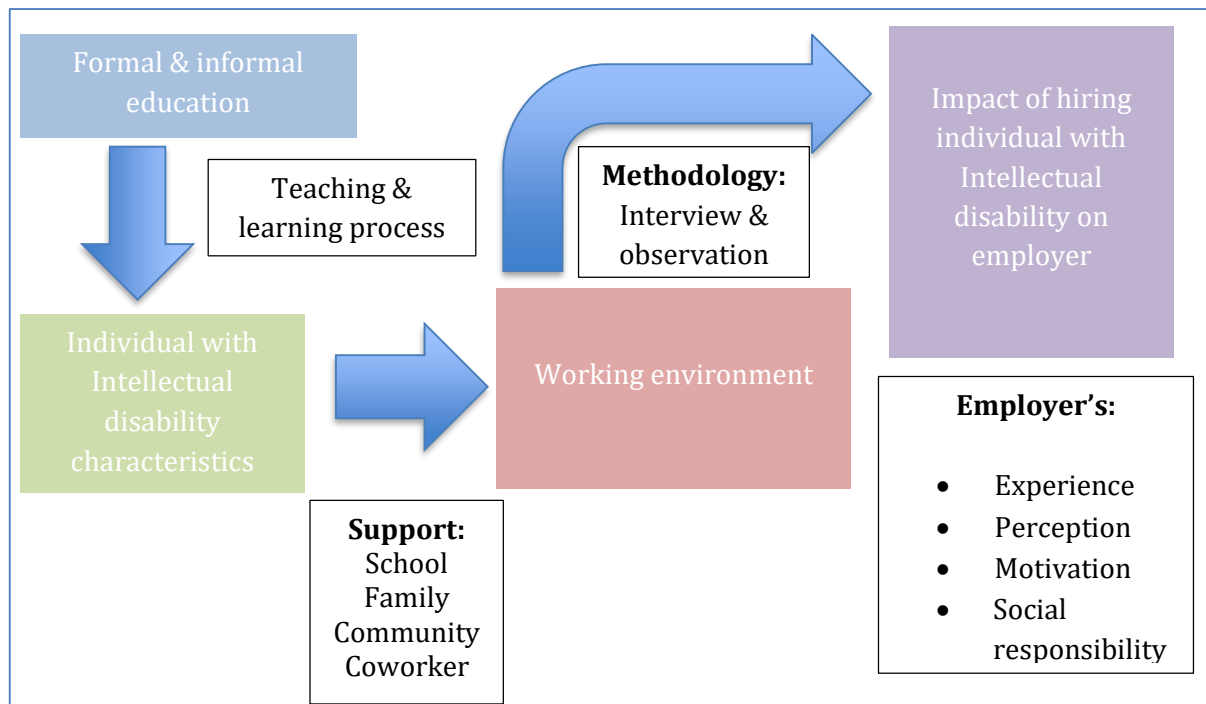 Formal & informal
education
Teaching &
learning process
Individual with
Intellectual
disability
characteristics
Support:
School
Family
Community
Coworker
Working environment
Methodology:
Interview &
observation
Impact of hiring
individual with
Intellectual
disability on
employer
Employer’s:
• Experience
• Perception
• Motivation
• Social
responsibility